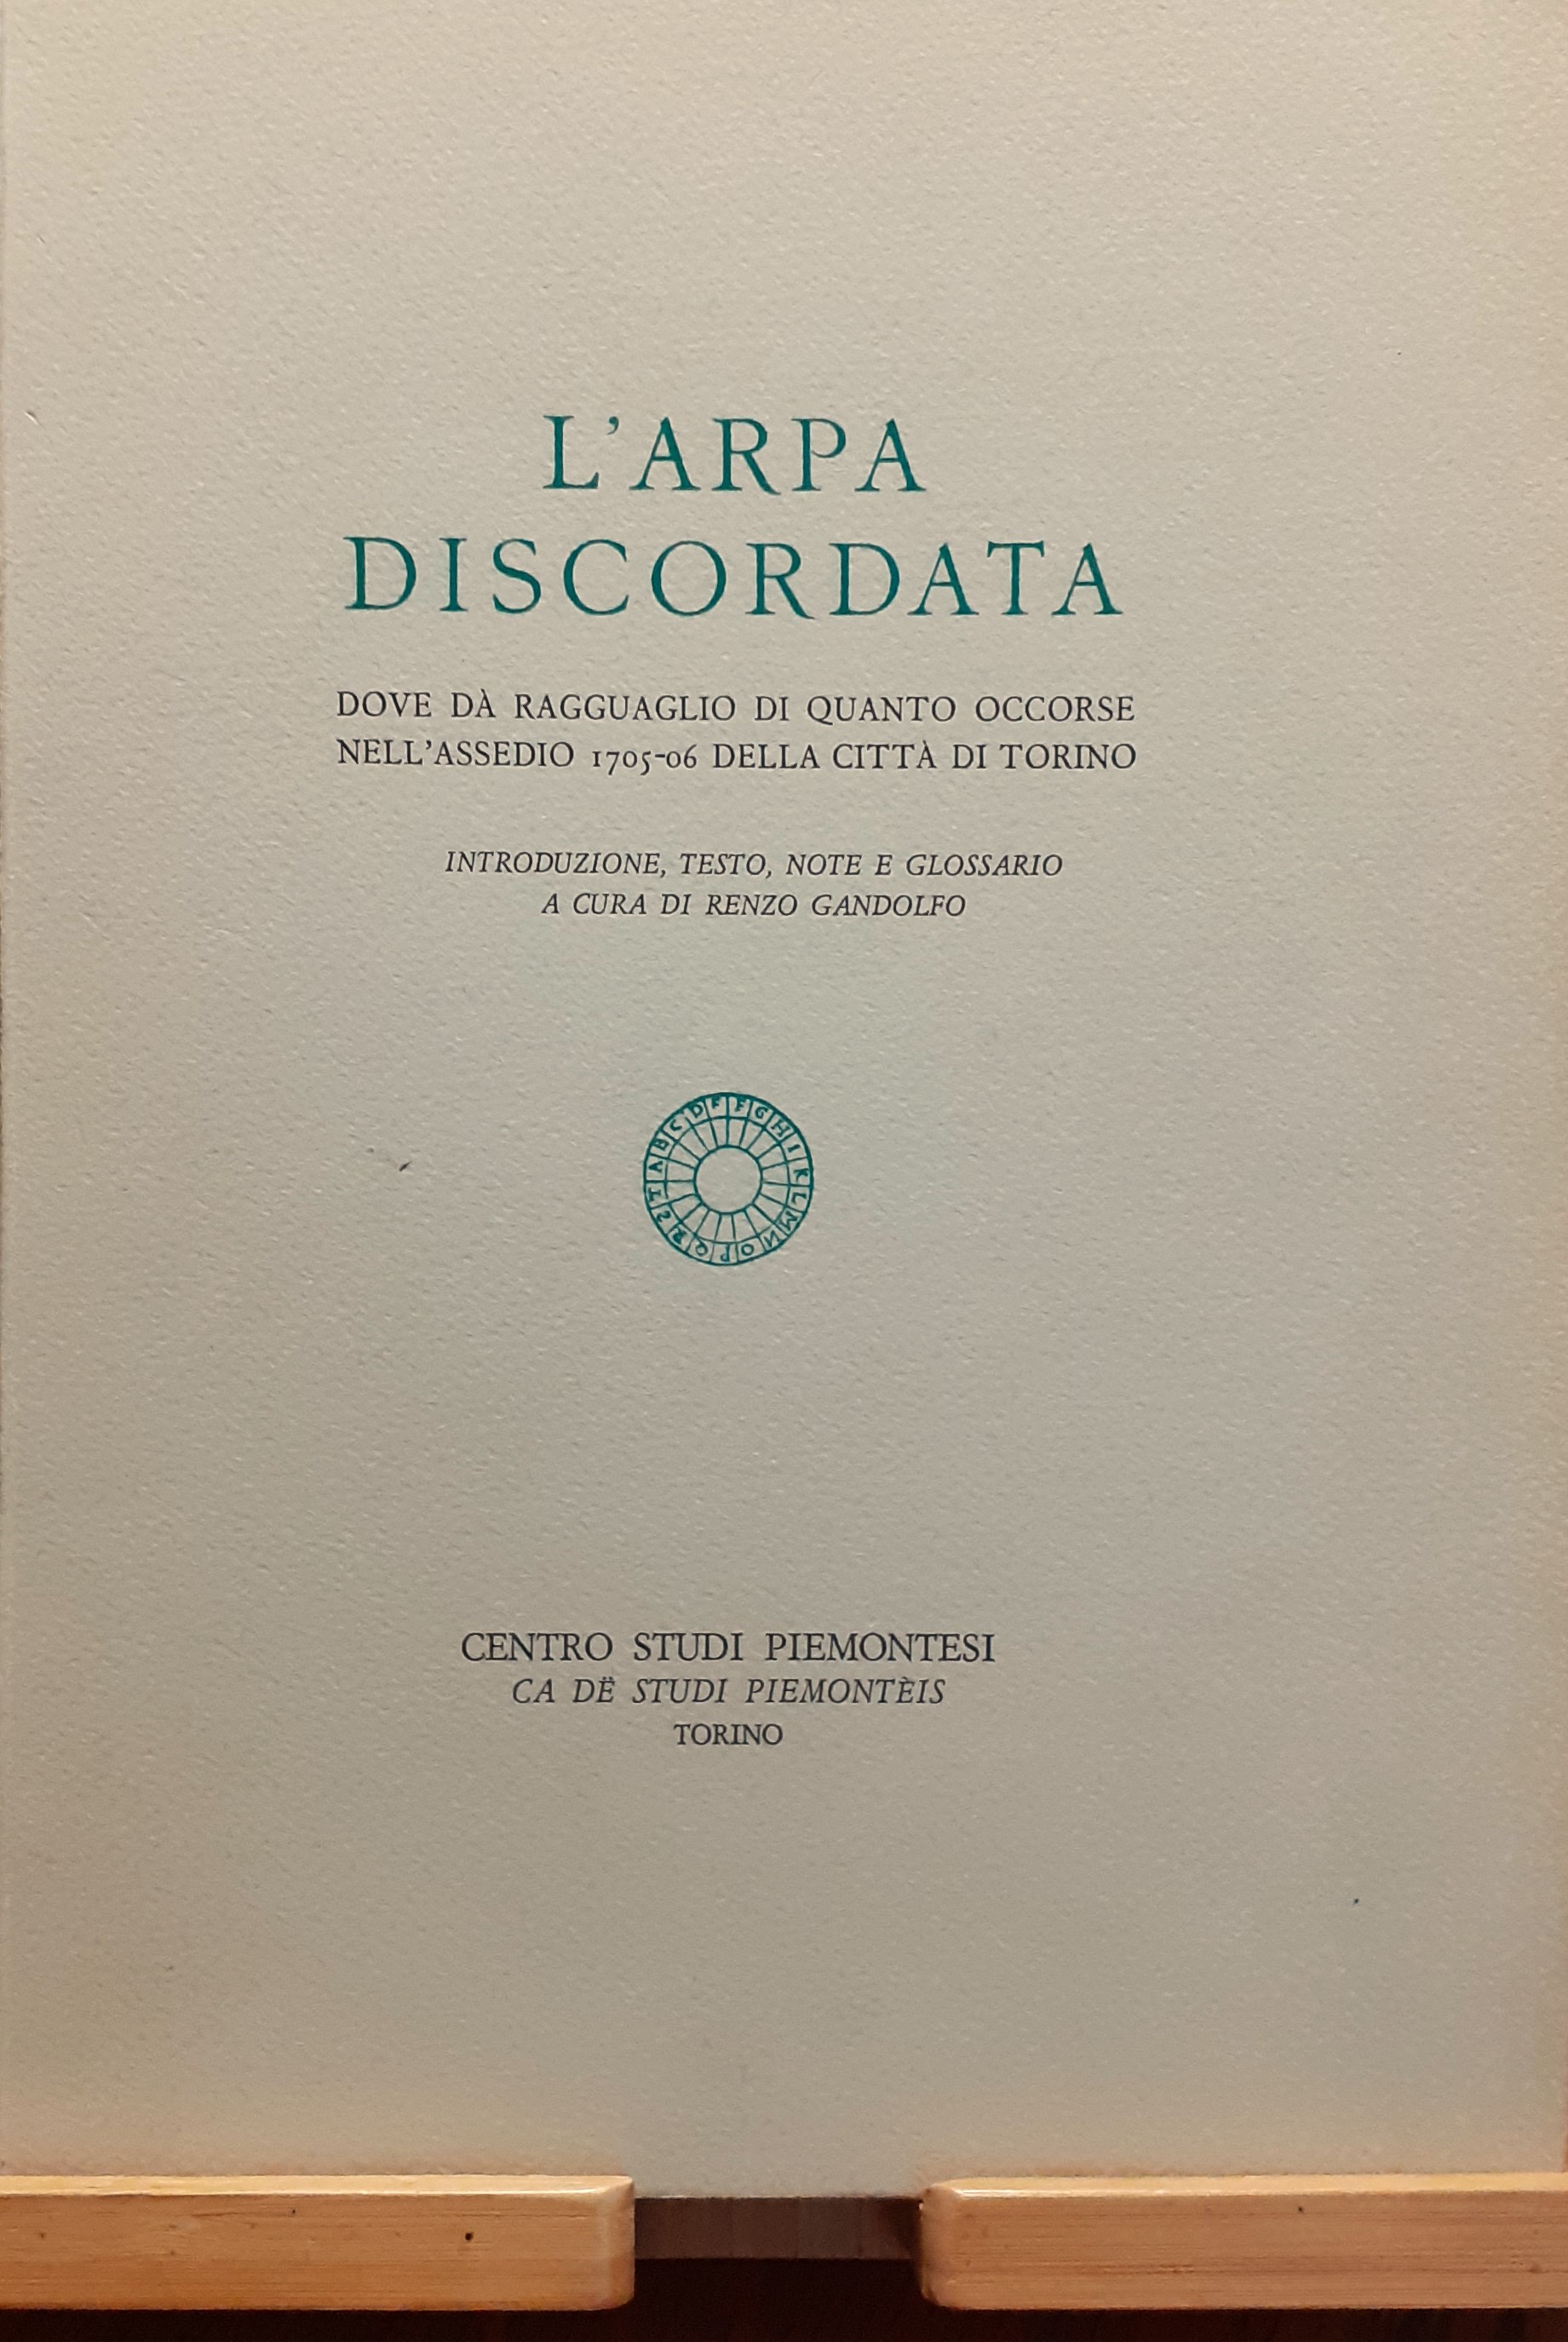 L'ARPA
DISCORDATA
DOVE DÀ RAGGUAGLIO DI QUANTO OCCORSE
NELL'ASSEDIO 1705-06 DELLA CITTÀ DI TORINO
INTRODUZIONE, TESTO, NOTE E GLOSSARIO
A CURA DI RENZO GANDOLFO
A B C D F F G H I K L M N O P Q R S T
CENTRO STUDI PIEMONTESI
CA DË STUDI PIEMONTÈIS
TORINO